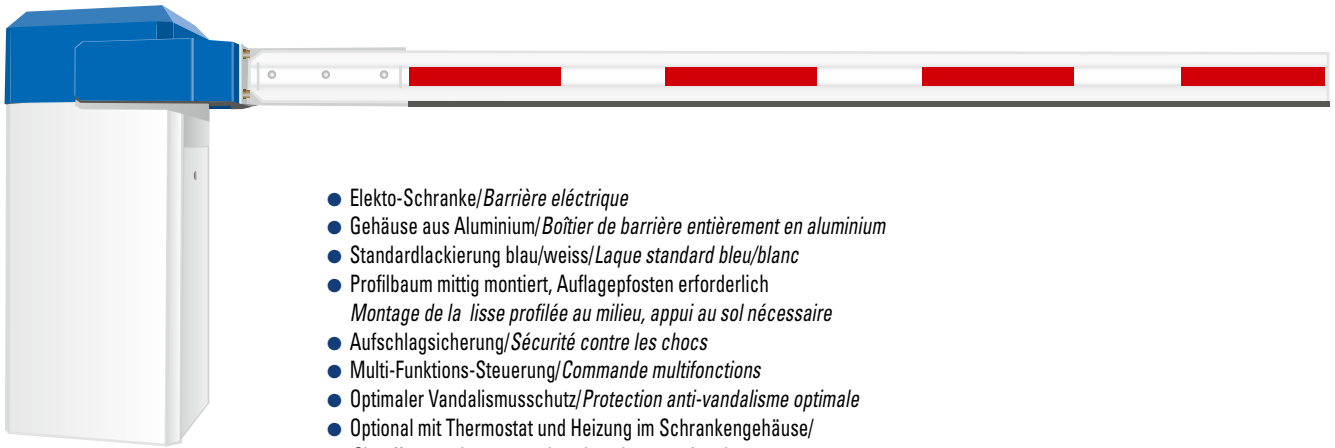 ● Elekto-Schranke/Barrière eléctrique
● Gehäuse aus Aluminium/Boîtier de barrière entièrement en aluminium
● Standardlackierung blau/weiss/Laque standard bleu/blanc
● Profilbaum mittig montiert, Auflagepfosten erforderlich
Montage de la lisse profilée au milieu, appui au sol nécessaire
● Aufschlagsicherung/Sécurité contre les chocs
● Multi-Funktions-Steuerung/Commande multifonctions
● Optimaler Vandalismusschutz/Protection anti-vandalisme optimale
● Optional mit Thermostat und Heizung im Schrankengehäuse/